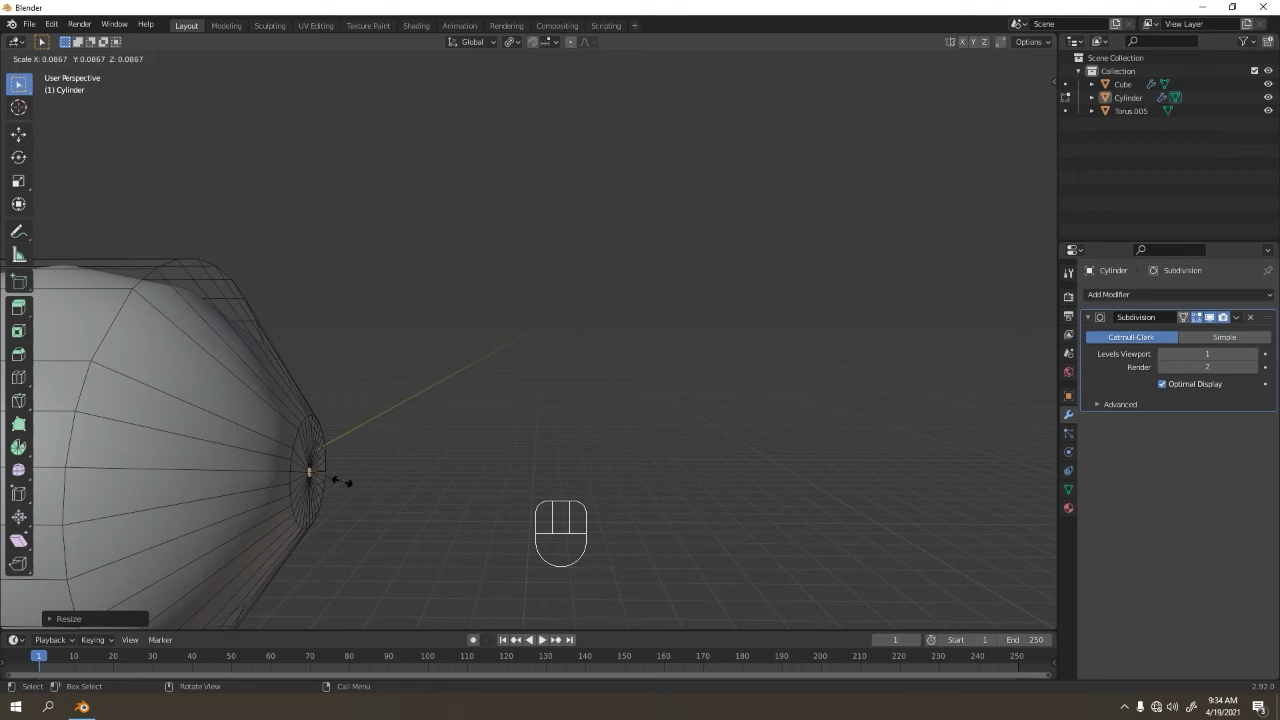 Blender
File Edit Render Window Help Layout Modeling Sculpting UV Editing Texture Paint Shading Animation Rendering Compositing Scripting + Scene View Layer
Global X Y Z Options
Scale X: 0.0867 Y: 0.0867 Z: 0.0867
User Perspective
(1) Cylinder
Scene Collection
Collection
Cube
Cylinder
Torus.005
Cylinder Subdivision
Add Modifier
Subdivision
Catmull-Clark Simple
Levels Viewport 1
Render 2
Optimal Display
Advanced
Resize
Playback Keying View Marker 1 Start 1 End 250
1 10 20 30 40 50 60 70 80 90 100 110 120 130 140 150 160 170 180 190 200 210 220 230 240 250
Select Box Select Rotate View Call Menu 2.92.0
9:34 AM
4/19/2021